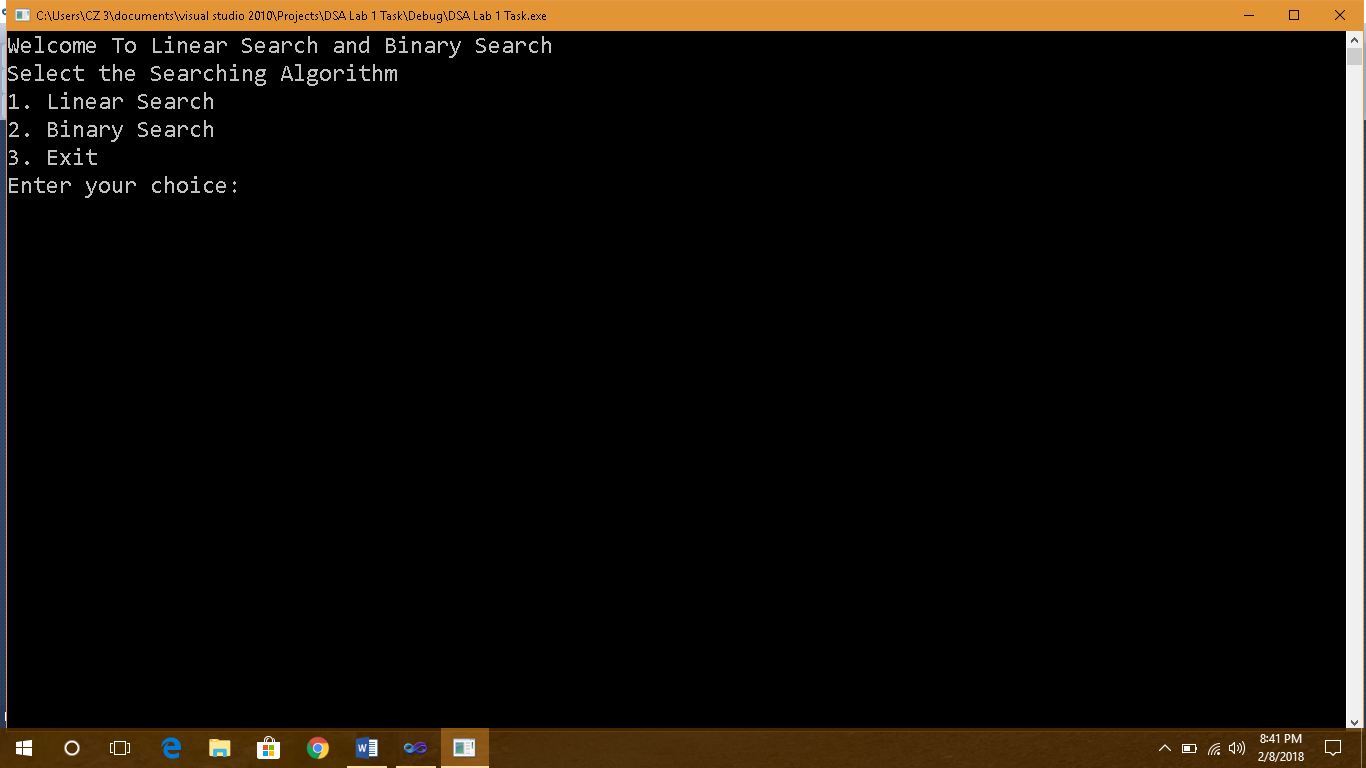 C:\Users\CZ 3\documents\visual studio 2010\Projects\DSA Lab 1 Task\Debug\DSA Lab 1 Task.exe
Welcome To Linear Search and Binary Search
Select the Searching Algorithm
1. Linear Search
2. Binary Search
3. Exit
Enter your choice:
8:41 PM
2/8/2018